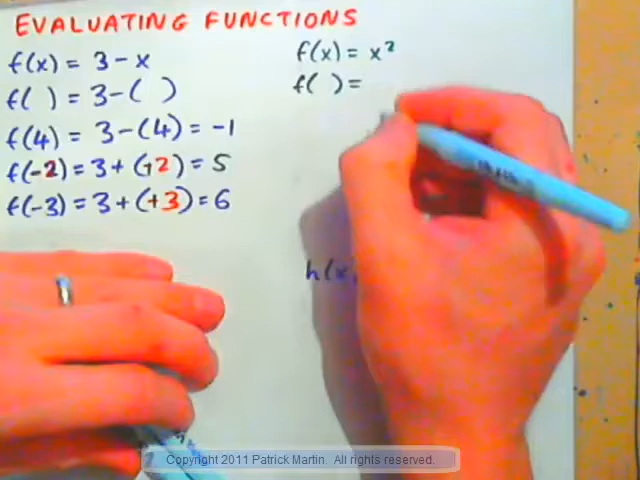 EVALUATING FUNCTIONS
f(x) = 3 - x
f( ) = 3 - ( )
f(4) = 3 - (4) = -1
f(-2) = 3 + (+2) = 5
f(-3) = 3 + (+3) = 6
f(x) = x²
f( ) =
h(x
Copyright 2011 Patrick Martin. All rights reserved.